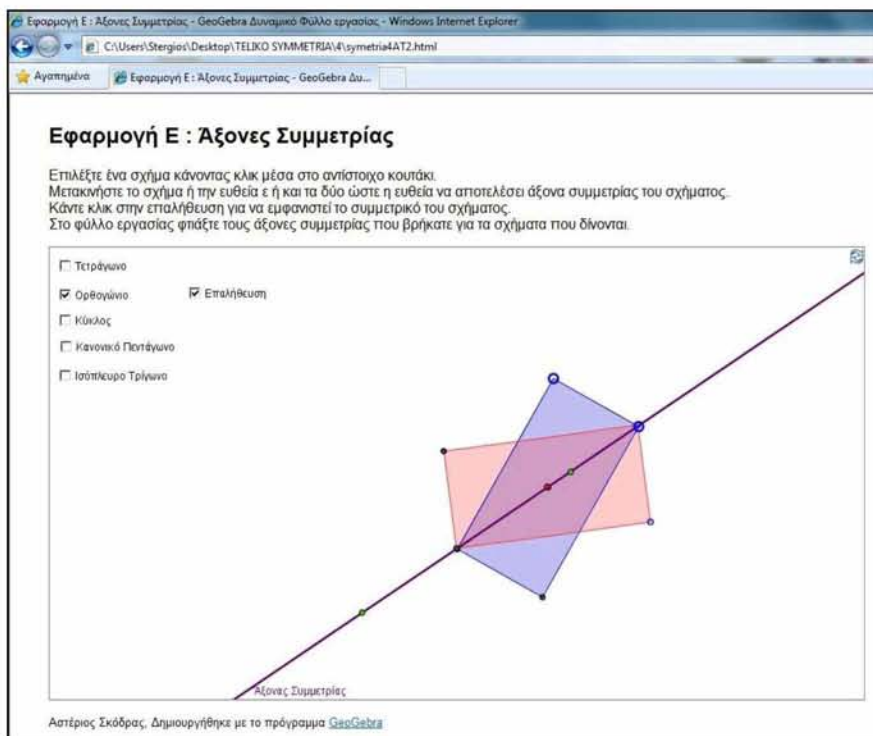 Εφαρμογή Ε : Άξονες Συμμετρίας - GeoGebra Δυναμικό Φύλλο εργασίας - Windows Internet Explorer
C:\Users\Stergios\Desktop\TELIKO SYMMETRIA\4\symetria4AT2.html
Αγαπημένα
Εφαρμογή Ε : Άξονες Συμμετρίας - GeoGebra Δυ...
Εφαρμογή Ε : Άξονες Συμμετρίας
Επιλέξτε ένα σχήμα κάνοντας κλικ μέσα στο αντίστοιχο κουτάκι.
Μετακινήστε το σχήμα ή την ευθεία ε ή και τα δύο ώστε η ευθεία να αποτελέσει άξονα συμμετρίας του σχήματος.
Κάντε κλικ στην επαλήθευση για να εμφανιστεί το συμμετρικό του σχήματος.
Στο φύλλο εργασίας φτιάξτε τους άξονες συμμετρίας που βρήκατε για τα σχήματα που δίνονται.
Τετράγωνο
Ορθογώνιο Επαλήθευση
Κύκλος
Κανονικό Πεντάγωνο
Ισόπλευρο Τρίγωνο
Άξονας Συμμετρίας
Αστέριος Σκόδρας, Δημιουργήθηκε με το πρόγραμμα GeoGebra